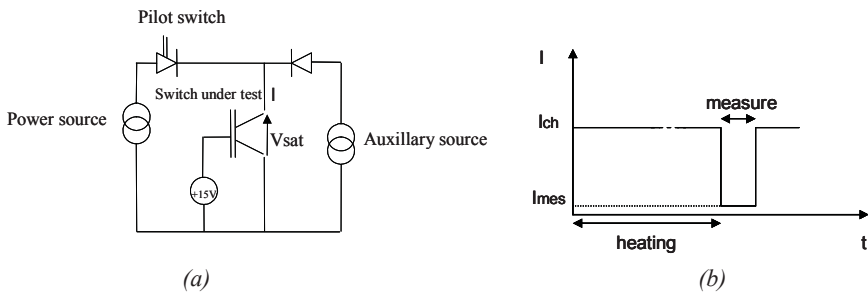 Pilot switch
Switch under test
I
Power source
Vsat
Auxillary source
+15V
(a)
I
measure
Ich
Imes
heating
t
(b)